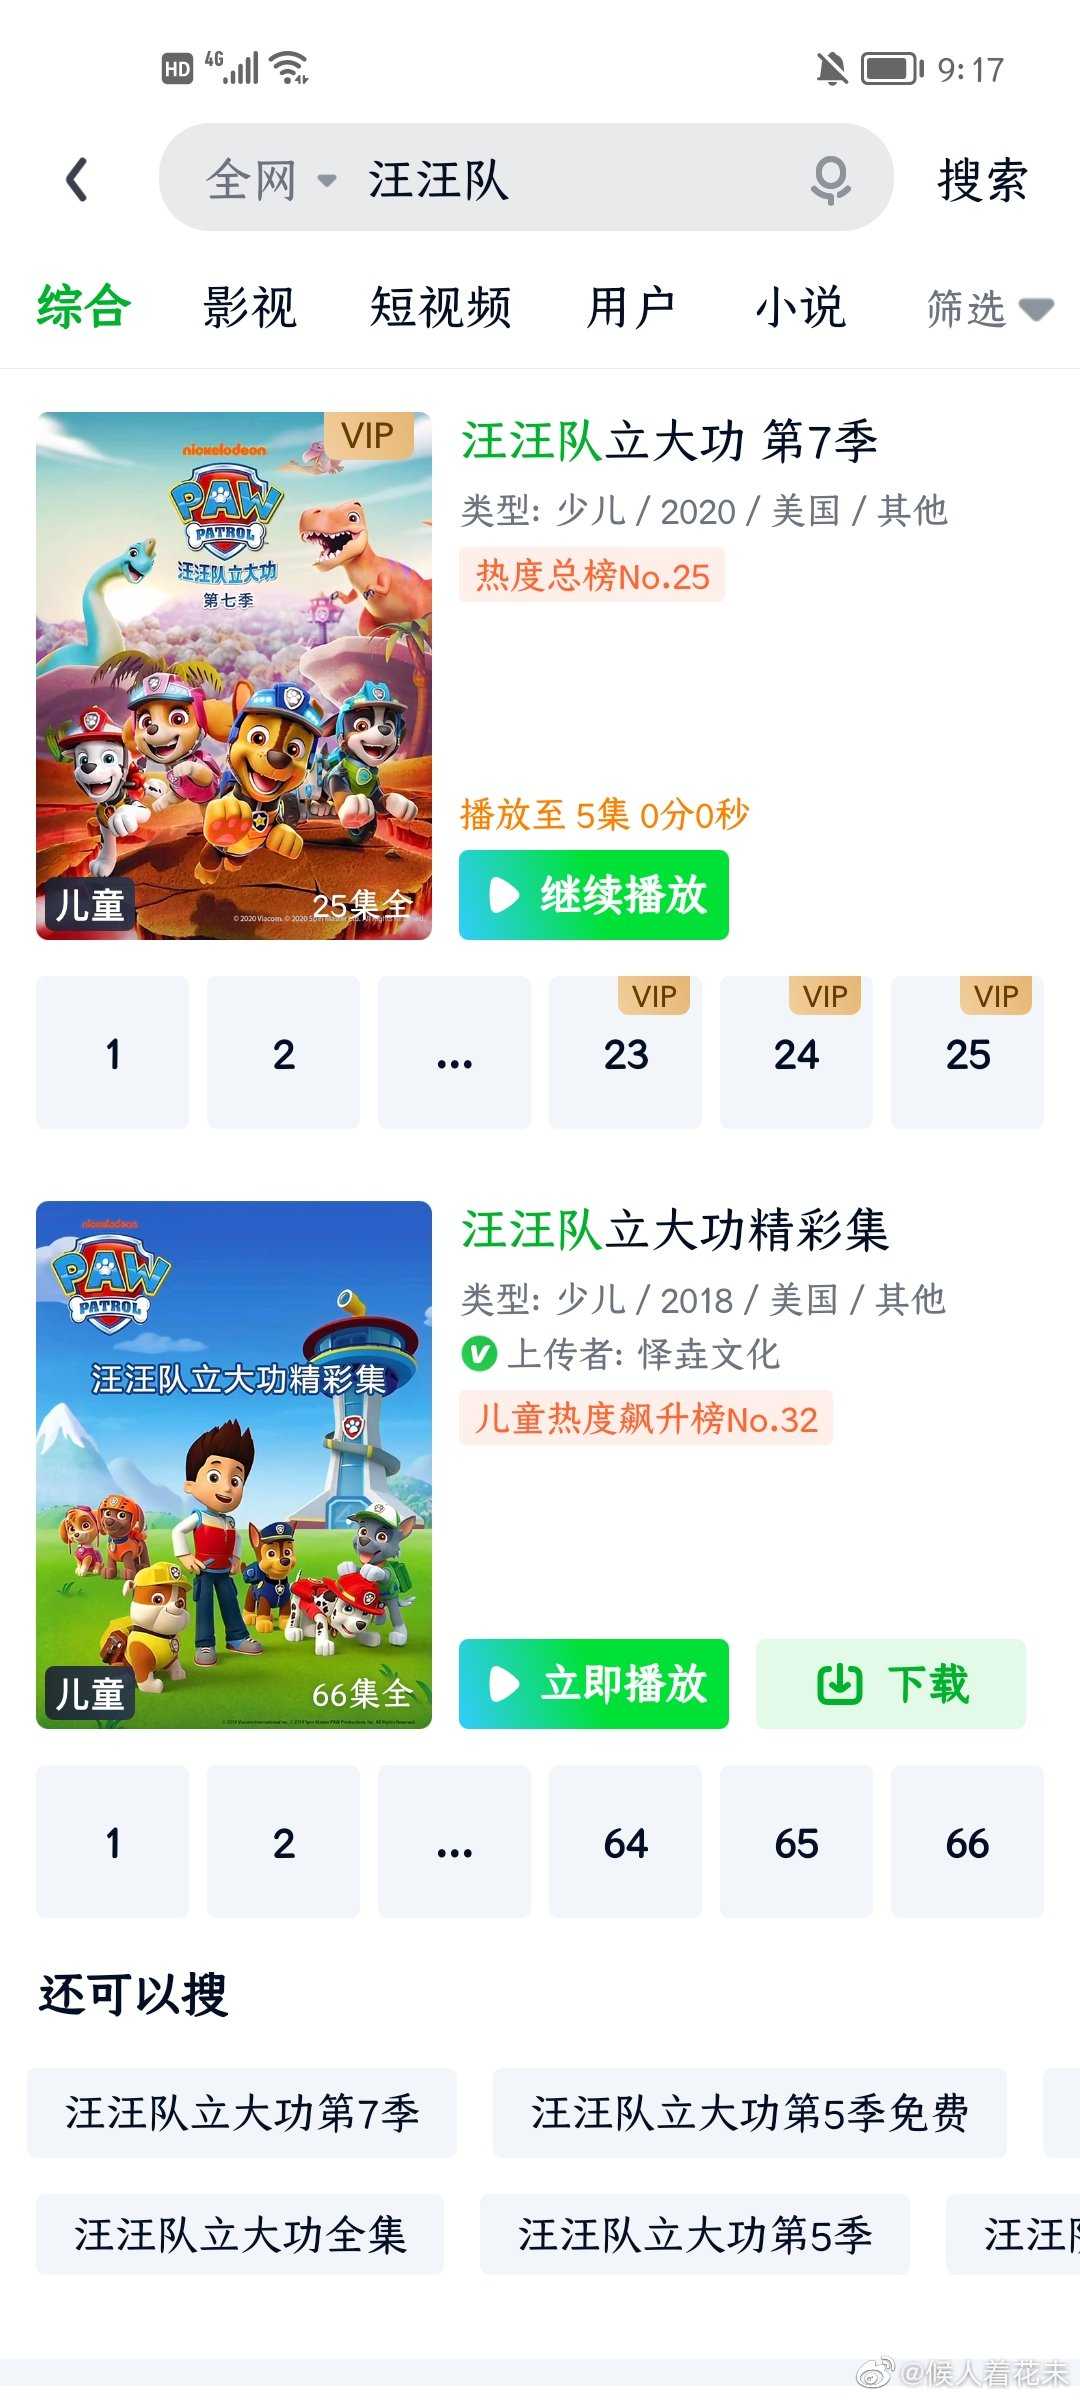 HD 4G 9:17
全网 汪汪队 搜索
综合 影视 短视频 用户 小说 筛选
VIP
nickelodeon
PAW
PATROL
汪汪队立大功
第七季
儿童
25集全
汪汪队立大功 第7季
类型: 少儿 / 2020 / 美国 / 其他
热度总榜No.25
播放至 5集 0分0秒
继续播放
1 2 ... 23 VIP 24 VIP 25 VIP
nickelodeon
PAW
PATROL
汪汪队立大功精彩集
儿童
66集全
汪汪队立大功精彩集
类型: 少儿 / 2018 / 美国 / 其他
上传者: 怿垚文化
儿童热度飙升榜No.32
立即播放 下载
1 2 ... 64 65 66
还可以搜
汪汪队立大功第7季 汪汪队立大功第5季免费
汪汪队立大功全集 汪汪队立大功第5季 汪汪
@候人着花未